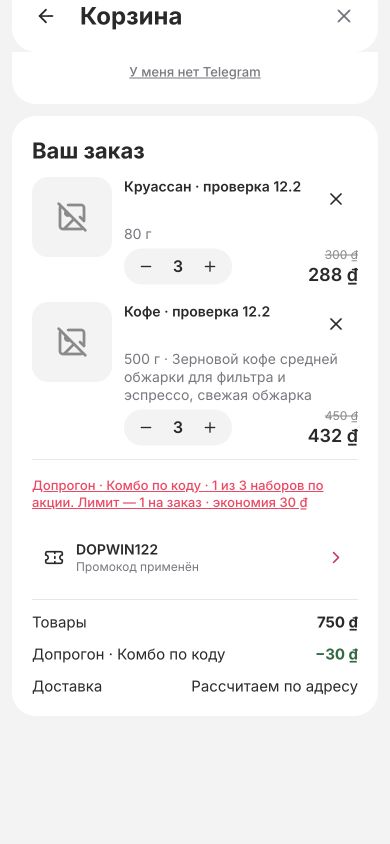 Корзина
У меня нет Telegram
Ваш заказ
Круассан · проверка 12.2
80 г
3
300 ₫
288 ₫
Кофе · проверка 12.2
500 г · Зерновой кофе средней
обжарки для фильтра и
эспрессо, свежая обжарка
3
450 ₫
432 ₫
Допрогон · Комбо по коду · 1 из 3 наборов по
акции. Лимит — 1 на заказ · экономия 30 ₫
DOPWIN122
Промокод применён
Товары 750 ₫
Допрогон · Комбо по коду −30 ₫
Доставка Рассчитаем по адресу